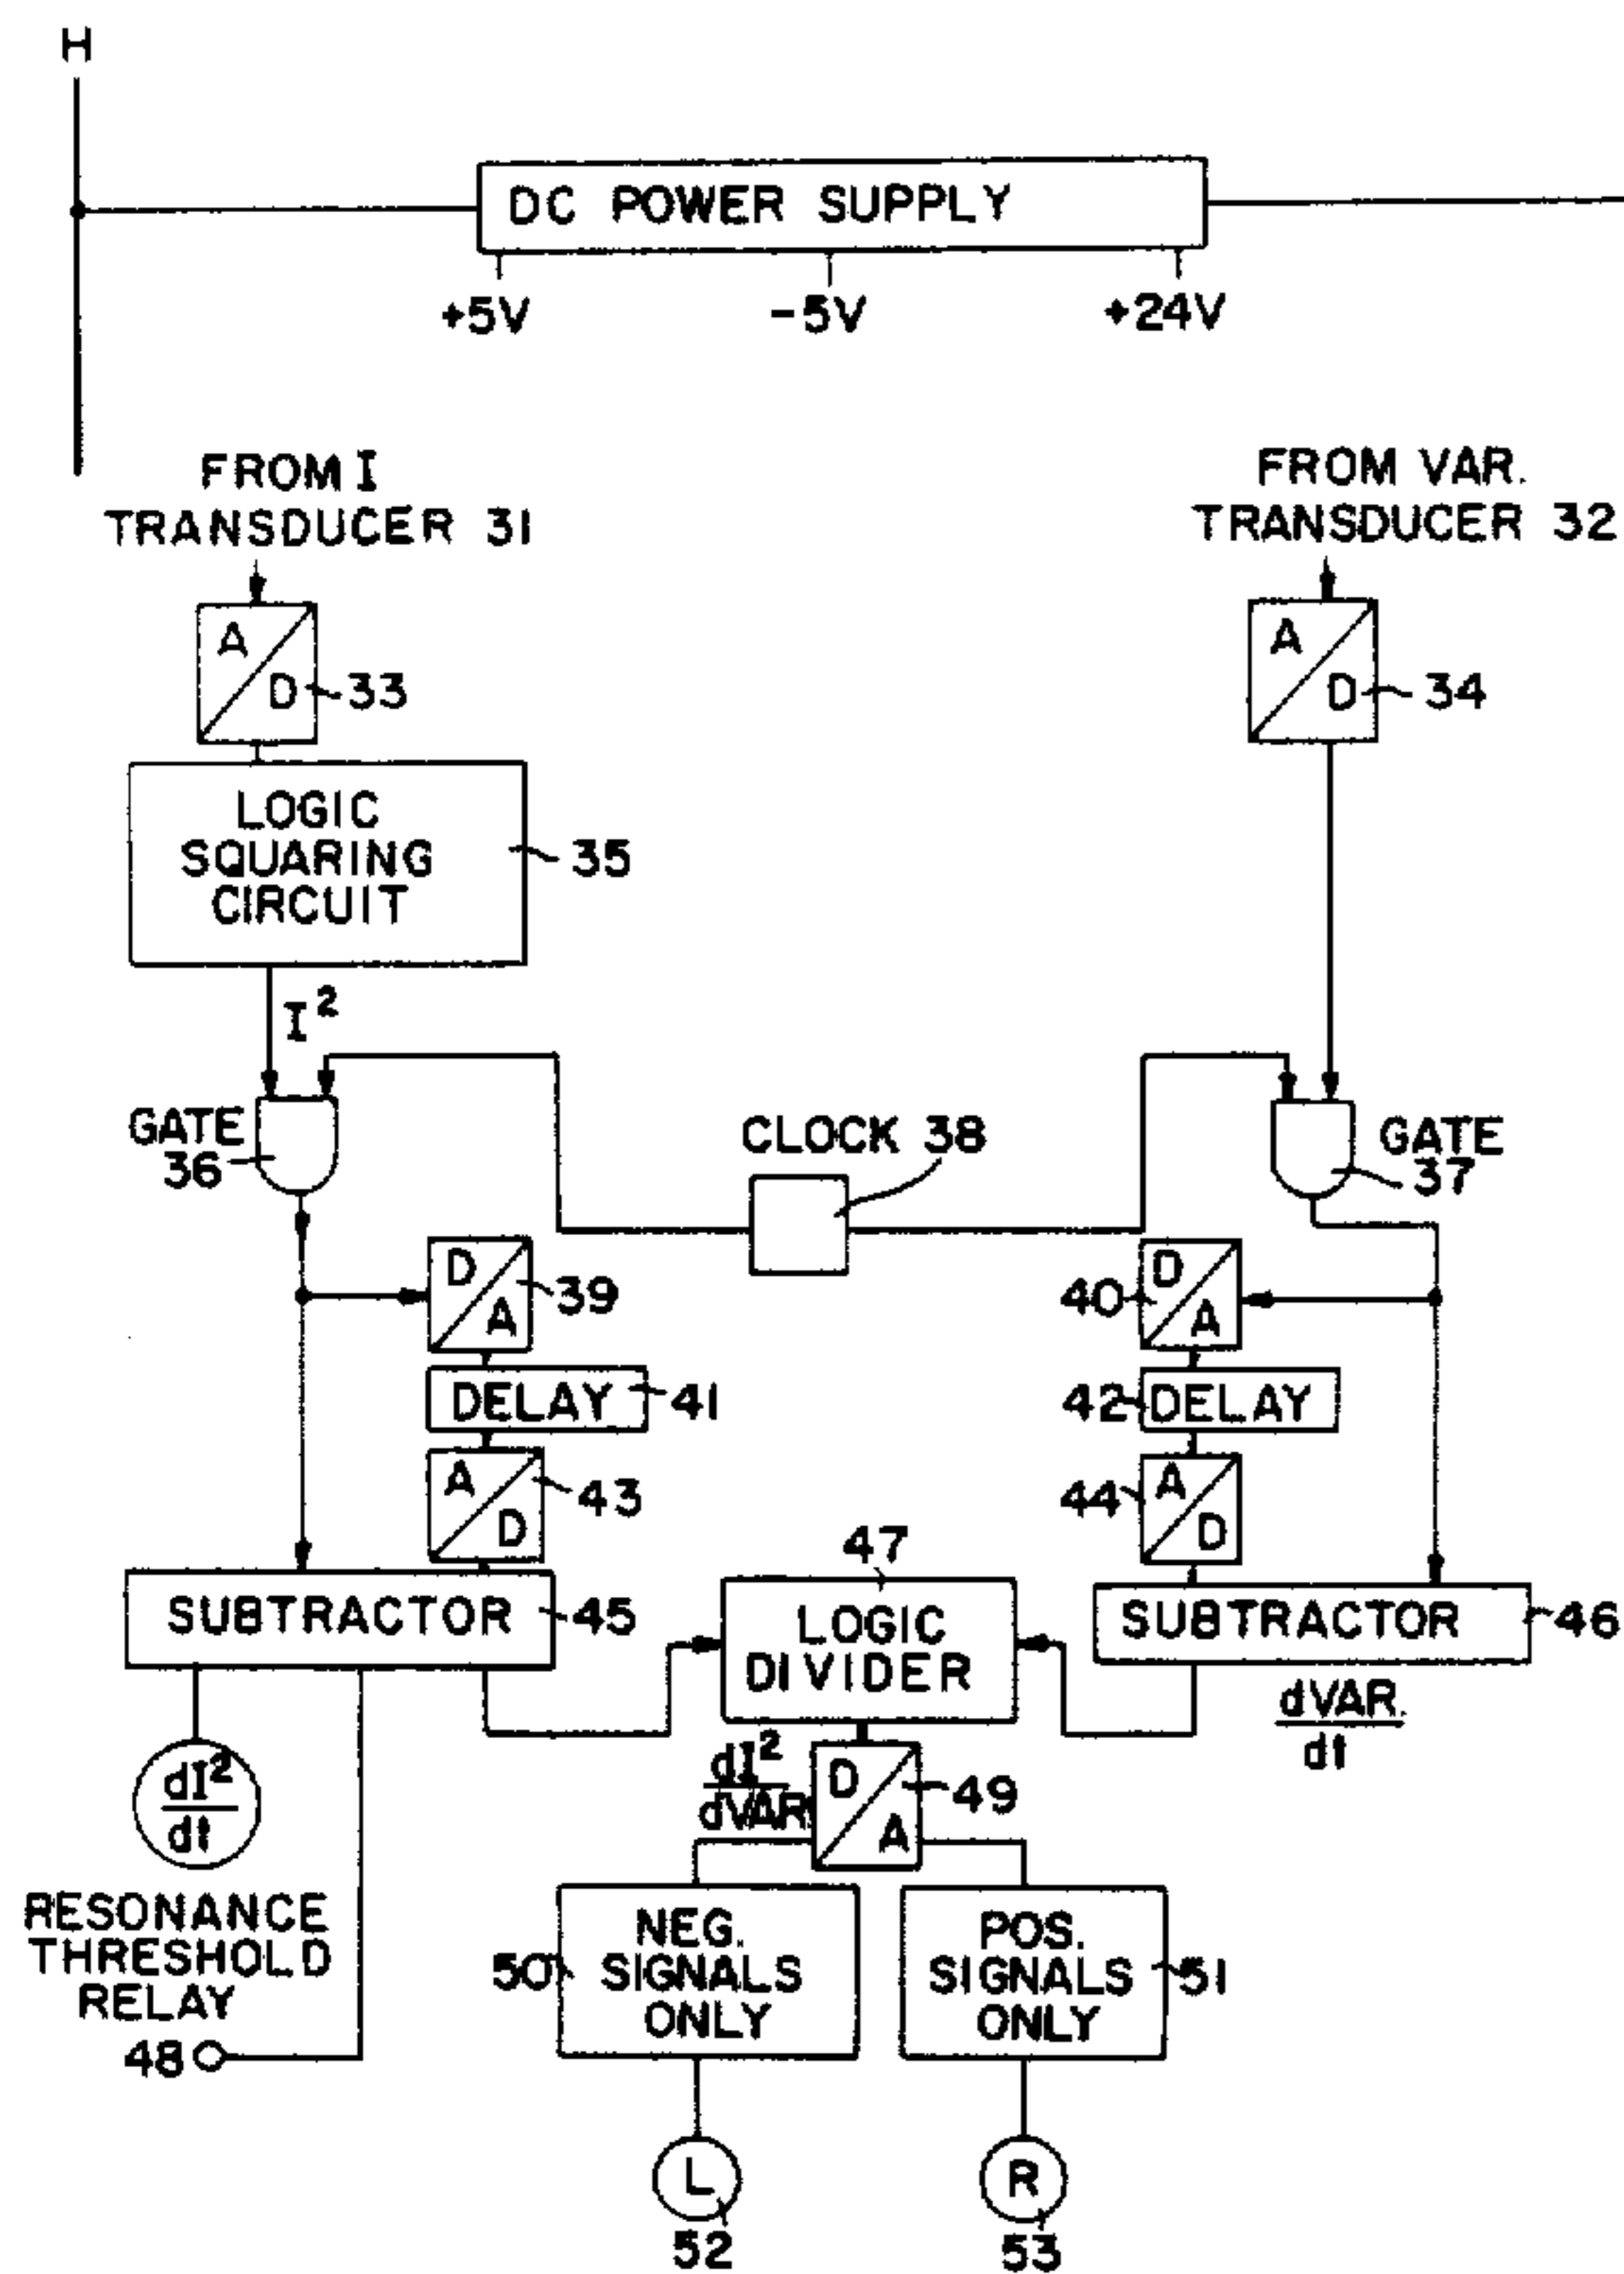 H
DC POWER SUPPLY
+5V
-5V
+24V
FROM I
TRANSDUCER 31
FROM VAR.
TRANSDUCER 32
A
D
33
A
D
34
LOGIC
SQUARING
CIRCUIT
35
I²
GATE
36
CLOCK 38
GATE
37
D
A
39
40
D
A
DELAY
41
42
DELAY
A
D
43
44
A
D
SUBTRACTOR
45
47
LOGIC
DIVIDER
SUBTRACTOR
46
dVAR.
dt
dI²
dt
dI²
dVAR
D
A
49
RESONANCE
THRESHOLD
RELAY
48
50
NEG.
SIGNALS
ONLY
POS.
SIGNALS
ONLY
51
L
52
R
53